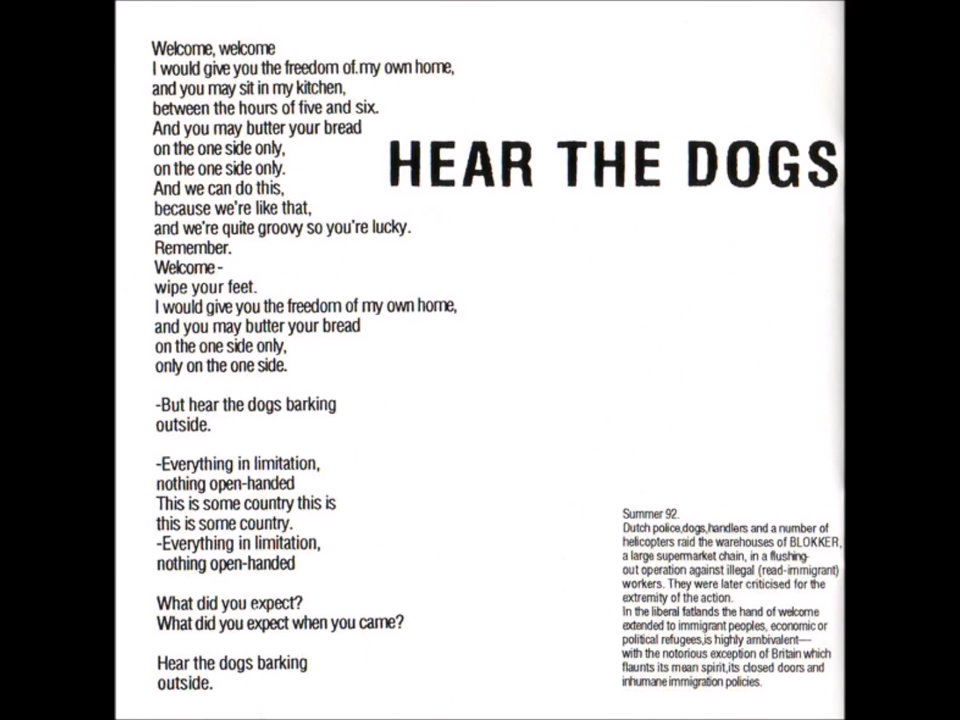 Welcome, welcome
I would give you the freedom of.my own home,
and you may sit in my kitchen,
between the hours of five and six.
And you may butter your bread
on the one side only,
on the one side only.
And we can do this,
because we're like that,
and we're quite groovy so you're lucky.
Remember.
Welcome -
wipe your feet.
I would give you the freedom of my own home,
and you may butter your bread
on the one side only,
only on the one side.
-But hear the dogs barking
outside.
-Everything in limitation,
nothing open-handed
This is some country this is
this is some country.
-Everything in limitation,
nothing open-handed
What did you expect?
What did you expect when you came?
Hear the dogs barking
outside.
HEAR THE DOGS
Summer 92.
Dutch police,dogs,handlers and a number of
helicopters raid the warehouses of BLOKKER,
a large supermarket chain, in a flushing-
out operation against illegal (read-immigrant)
workers. They were later criticised for the
extremity of the action.
In the liberal fatlands the hand of welcome
extended to immigrant peoples, economic or
political refugees,is highly ambivalent—
with the notorious exception of Britain which
flaunts its mean spirit,its closed doors and
inhumane immigration policies.